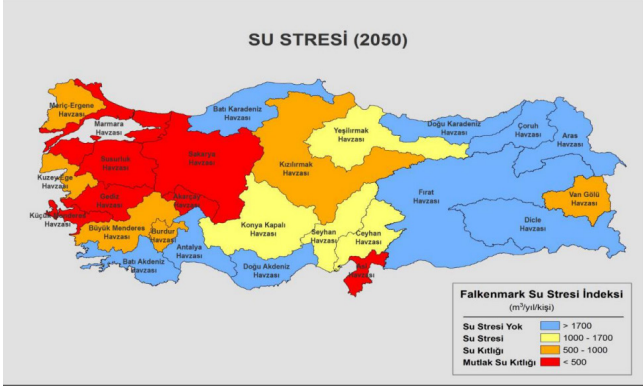 SU STRESİ (2050)
Meriç-Ergene
Havzası
Marmara
Havzası
Batı Karadeniz
Havzası
Yeşilırmak
Havzası
Doğu Karadeniz
Havzası
Çoruh
Havzası
Aras
Havzası
Susurluk
Havzası
Sakarya
Havzası
Kızılırmak
Havzası
Kuzey Ege
Havzası
Gediz
Havzası
Akarçay
Havzası
Fırat
Havzası
Van Gölü
Havzası
Küçük Menderes
Havzası
Büyük Menderes
Havzası
Burdur
Havzası
Konya Kapalı
Havzası
Seyhan
Havzası
Ceyhan
Havzası
Dicle
Havzası
Antalya
Havzası
Batı Akdeniz
Havzası
Doğu Akdeniz
Havzası
Havzası
Falkenmark Su Stresi İndeksi
(m³/yıl/kişi)
Su Stresi Yok > 1700
Su Stresi 1000 - 1700
Su Kıtlığı 500 - 1000
Mutlak Su Kıtlığı < 500